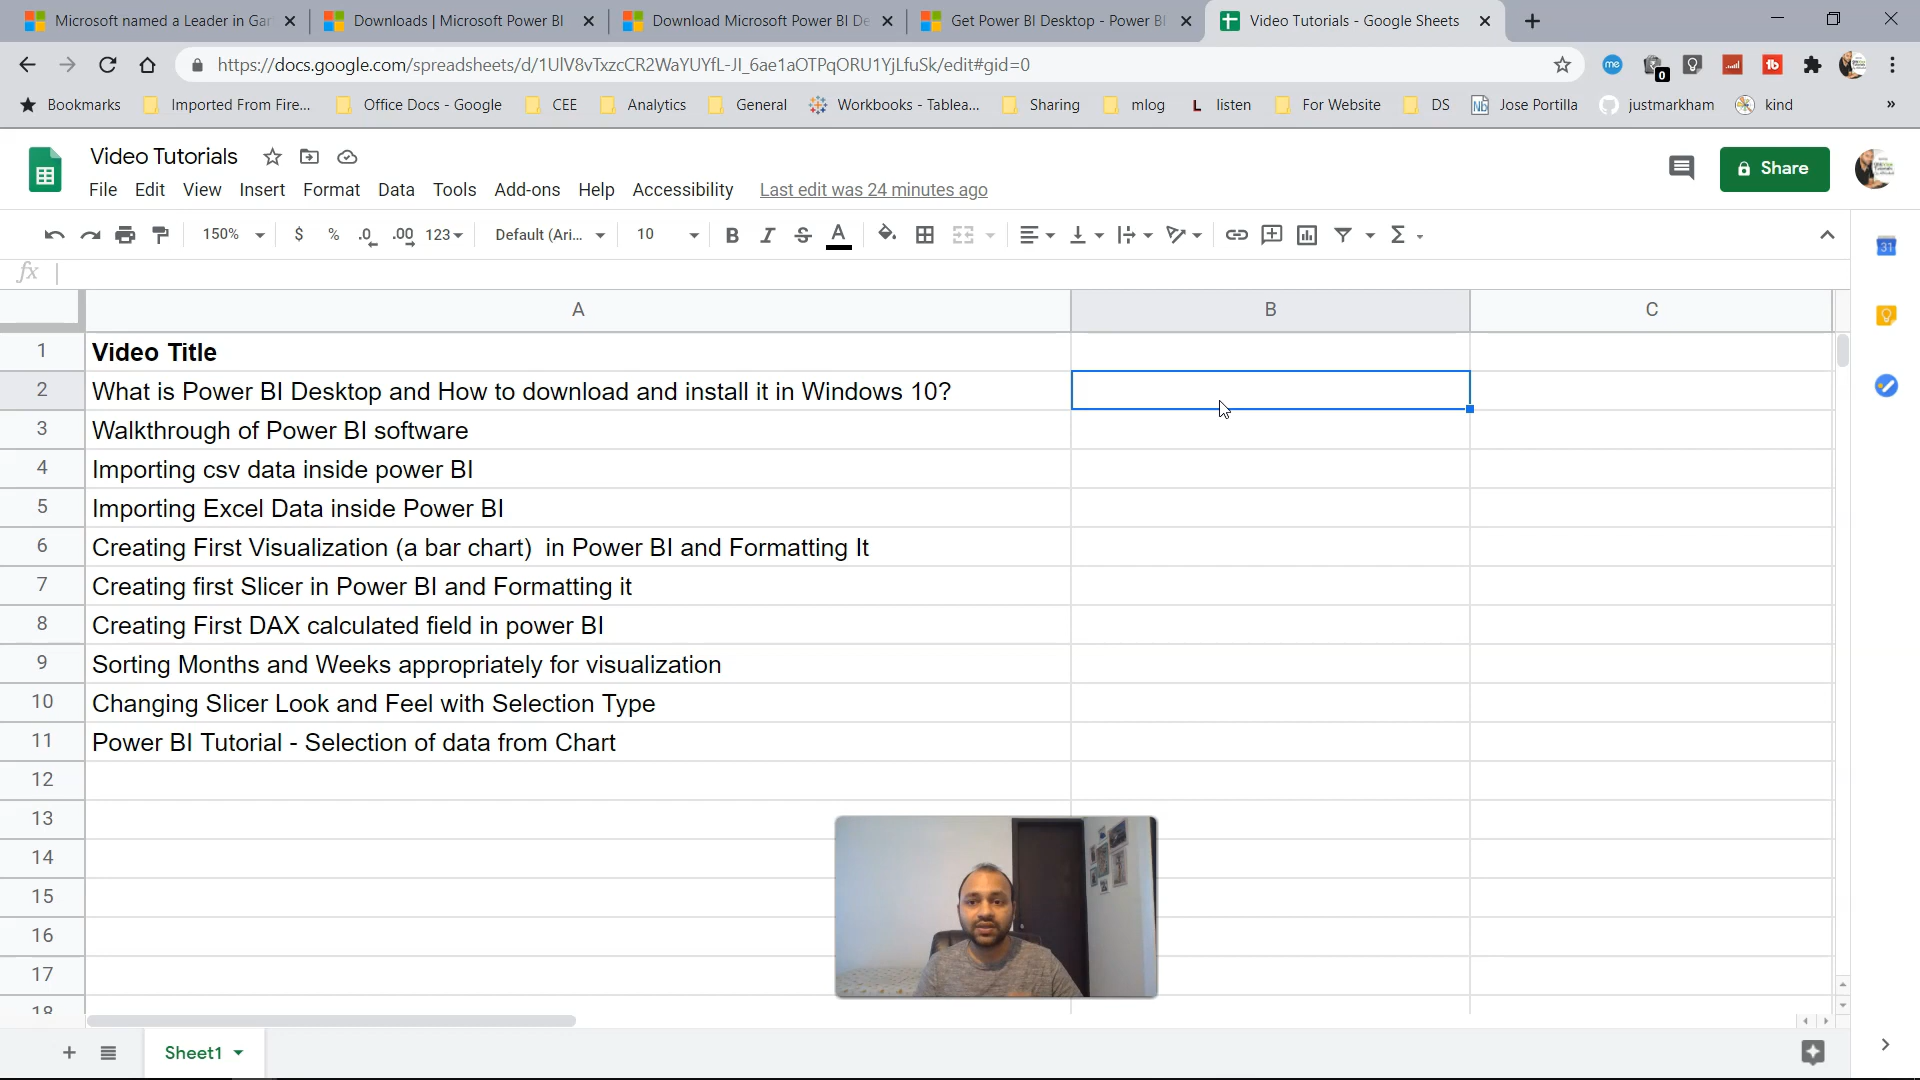 Microsoft named a Leader in Gar
Downloads | Microsoft Power BI
Download Microsoft Power BI De
Get Power BI Desktop - Power BI
Video Tutorials - Google Sheets
https://docs.google.com/spreadsheets/d/1UlV8vTxzcCR2WaYUYfL-JI_6ae1aOTPqORU1YjLfuSk/edit#gid=0
me
0
tb
Bookmarks
Imported From Fire...
Office Docs - Google
CEE
Analytics
General
Workbooks - Tablea...
Sharing
mlog
L listen
For Website
DS
Nb Jose Portilla
justmarkham
kind
»
Video Tutorials
File Edit View Insert Format Data Tools Add-ons Help Accessibility Last edit was 24 minutes ago
Share
150% $ % .0 .00 123 Default (Ari... 10 B I S A Σ
31
fx
A B C
1 Video Title
2 What is Power BI Desktop and How to download and install it in Windows 10?
3 Walkthrough of Power BI software
4 Importing csv data inside power BI
5 Importing Excel Data inside Power BI
6 Creating First Visualization (a bar chart)  in Power BI and Formatting It
7 Creating first Slicer in Power BI and Formatting it
8 Creating First DAX calculated field in power BI
9 Sorting Months and Weeks appropriately for visualization
10 Changing Slicer Look and Feel with Selection Type
11 Power BI Tutorial - Selection of data from Chart
12
13
14
15
16
17
18
Sheet1